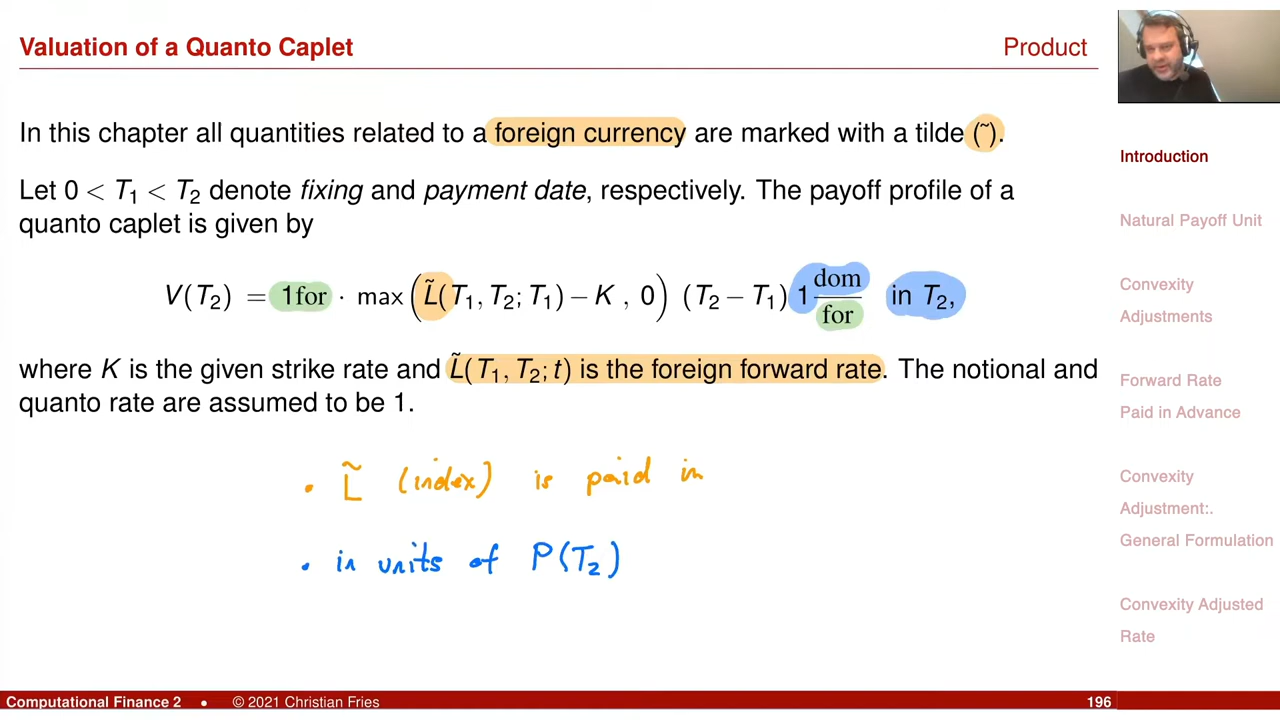 Valuation of a Quanto Caplet
Product
In this chapter all quantities related to a foreign currency are marked with a tilde (˜).
Let 0 < T₁ < T₂ denote fixing and payment date, respectively. The payoff profile of a
quanto caplet is given by
V(T₂) = 1for · max(L̃(T₁, T₂; T₁) − K , 0) (T₂ − T₁) 1 dom/for in T₂,
where K is the given strike rate and L̃(T₁, T₂; t) is the foreign forward rate. The notional and
quanto rate are assumed to be 1.
• L̃ (index) is paid in
• in units of P(T₂)
Introduction
Natural Payoff Unit
Convexity
Adjustments
Forward Rate
Paid in Advance
Convexity
Adjustment:.
General Formulation
Convexity Adjusted
Rate
Computational Finance 2 • © 2021 Christian Fries
196